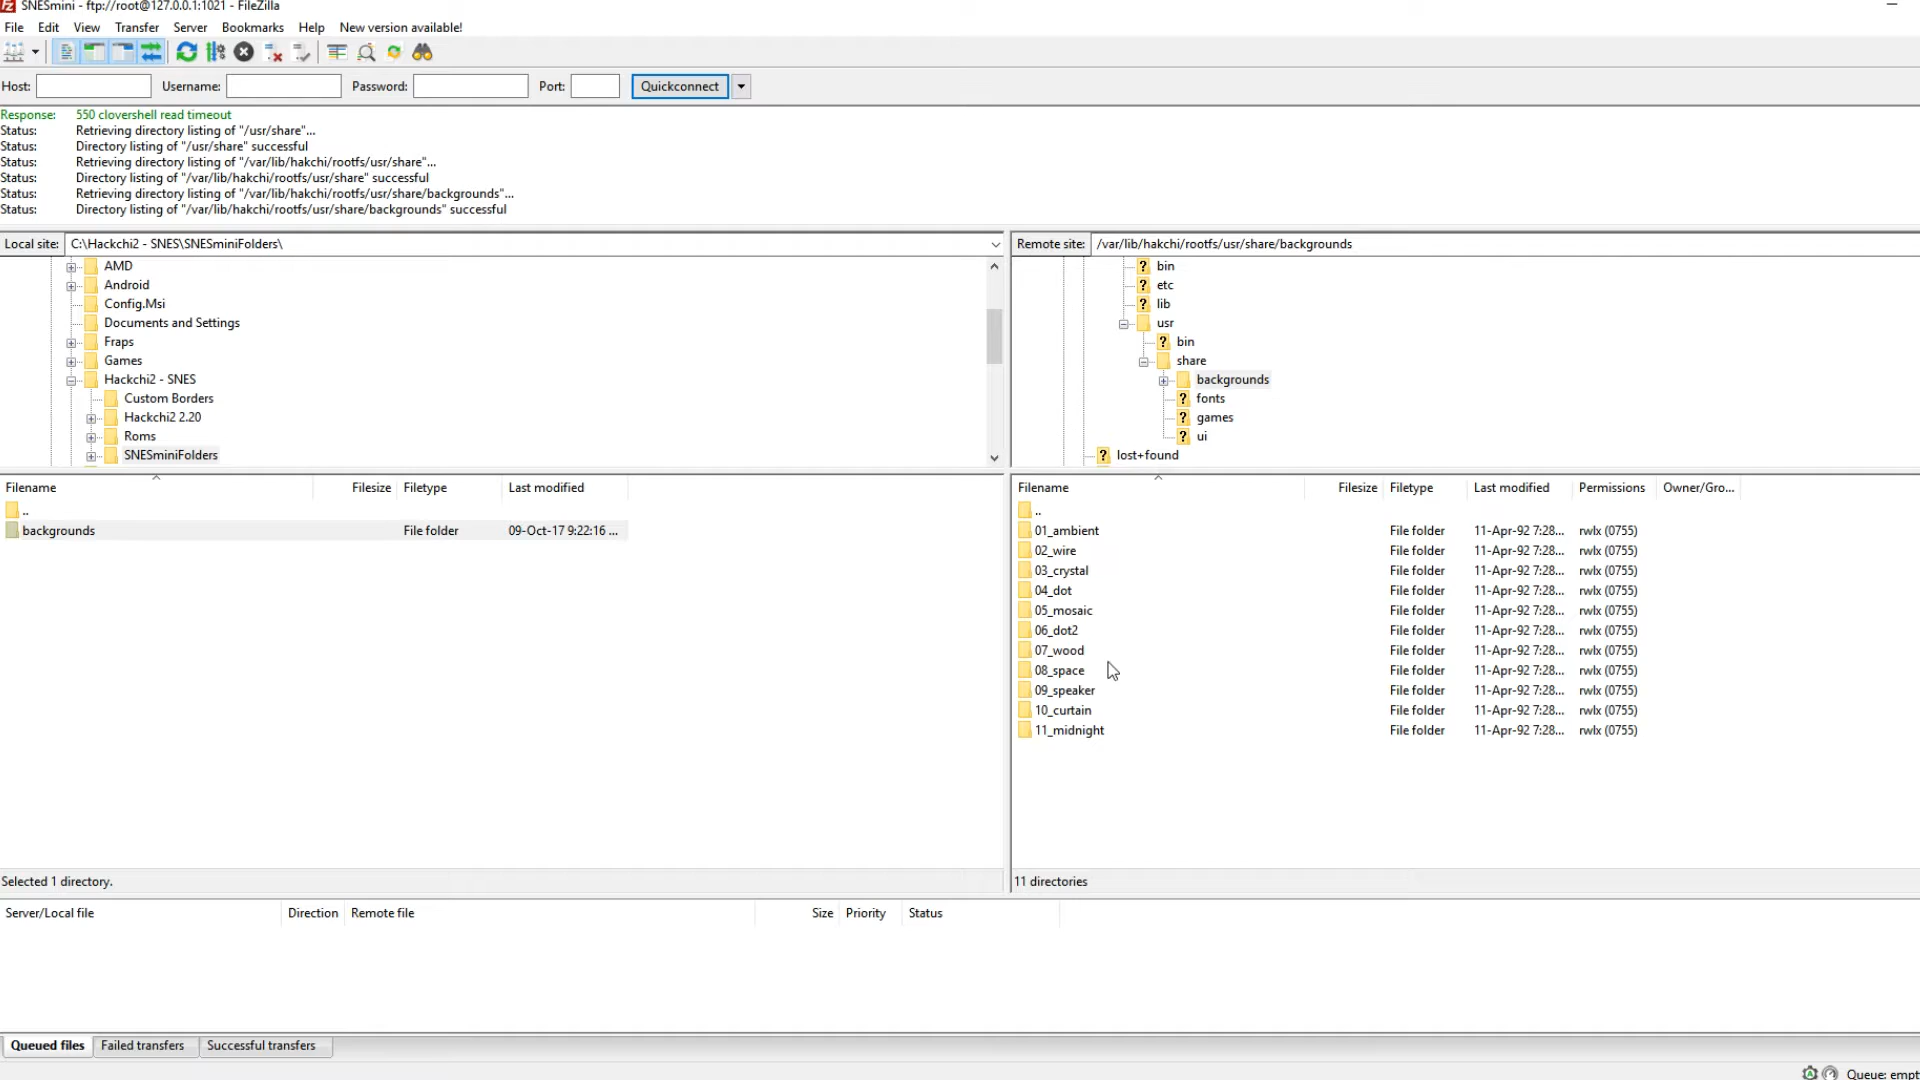 SNESmini - ftp://root@127.0.0.1:1021 - FileZilla
File Edit View Transfer Server Bookmarks Help New version available!
Host: Username: Password: Port: Quickconnect
Response: 550 clovershell read timeout
Status: Retrieving directory listing of "/usr/share"...
Status: Directory listing of "/usr/share" successful
Status: Retrieving directory listing of "/var/lib/hakchi/rootfs/usr/share"...
Status: Directory listing of "/var/lib/hakchi/rootfs/usr/share" successful
Status: Retrieving directory listing of "/var/lib/hakchi/rootfs/usr/share/backgrounds"...
Status: Directory listing of "/var/lib/hakchi/rootfs/usr/share/backgrounds" successful
Local site: C:\Hackchi2 - SNES\SNESminiFolders\
AMD
Android
Config.Msi
Documents and Settings
Fraps
Games
Hackchi2 - SNES
Custom Borders
Hackchi2 2.20
Roms
SNESminiFolders
Filename Filesize Filetype Last modified
..
backgrounds File folder 09-Oct-17 9:22:16 ...
Selected 1 directory.
Remote site: /var/lib/hakchi/rootfs/usr/share/backgrounds
? bin
? etc
? lib
usr
? bin
share
backgrounds
? fonts
? games
? ui
? lost+found
Filename Filesize Filetype Last modified Permissions Owner/Gro...
..
01_ambient File folder 11-Apr-92 7:28... rwlx (0755)
02_wire File folder 11-Apr-92 7:28... rwlx (0755)
03_crystal File folder 11-Apr-92 7:28... rwlx (0755)
04_dot File folder 11-Apr-92 7:28... rwlx (0755)
05_mosaic File folder 11-Apr-92 7:28... rwlx (0755)
06_dot2 File folder 11-Apr-92 7:28... rwlx (0755)
07_wood File folder 11-Apr-92 7:28... rwlx (0755)
08_space File folder 11-Apr-92 7:28... rwlx (0755)
09_speaker File folder 11-Apr-92 7:28... rwlx (0755)
10_curtain File folder 11-Apr-92 7:28... rwlx (0755)
11_midnight File folder 11-Apr-92 7:28... rwlx (0755)
11 directories
Server/Local file Direction Remote file Size Priority Status
Queued files Failed transfers Successful transfers
Queue: empt